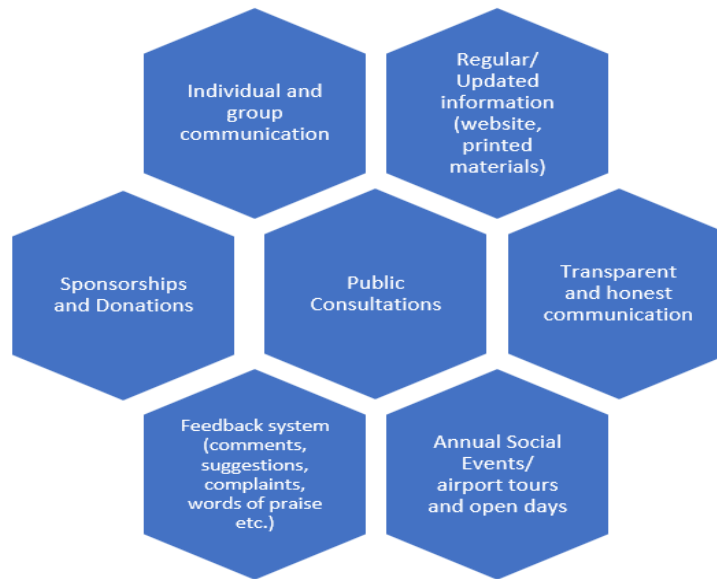 Individual and
group
communication
Regular/
Updated
information
(website,
printed
materials)
Sponsorships
and Donations
Public
Consultations
Transparent
and honest
communication
Feedback system
(comments,
suggestions,
complaints,
words of praise
etc.)
Annual Social
Events/
airport tours
and open days